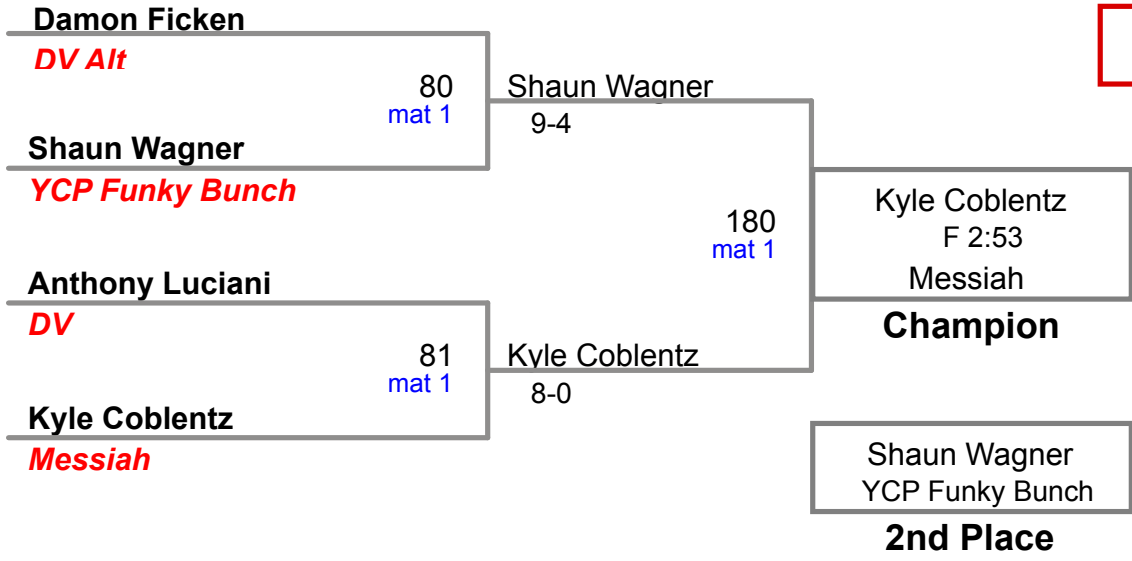 Damon Ficken
DV Alt
80
mat 1
Shaun Wagner
9-4
Shaun Wagner
YCP Funky Bunch
180
mat 1
Kyle Coblentz
F 2:53
Messiah
Champion
Anthony Luciani
DV
81
mat 1
Kyle Coblentz
8-0
Kyle Coblentz
Messiah
Shaun Wagner
YCP Funky Bunch
2nd Place